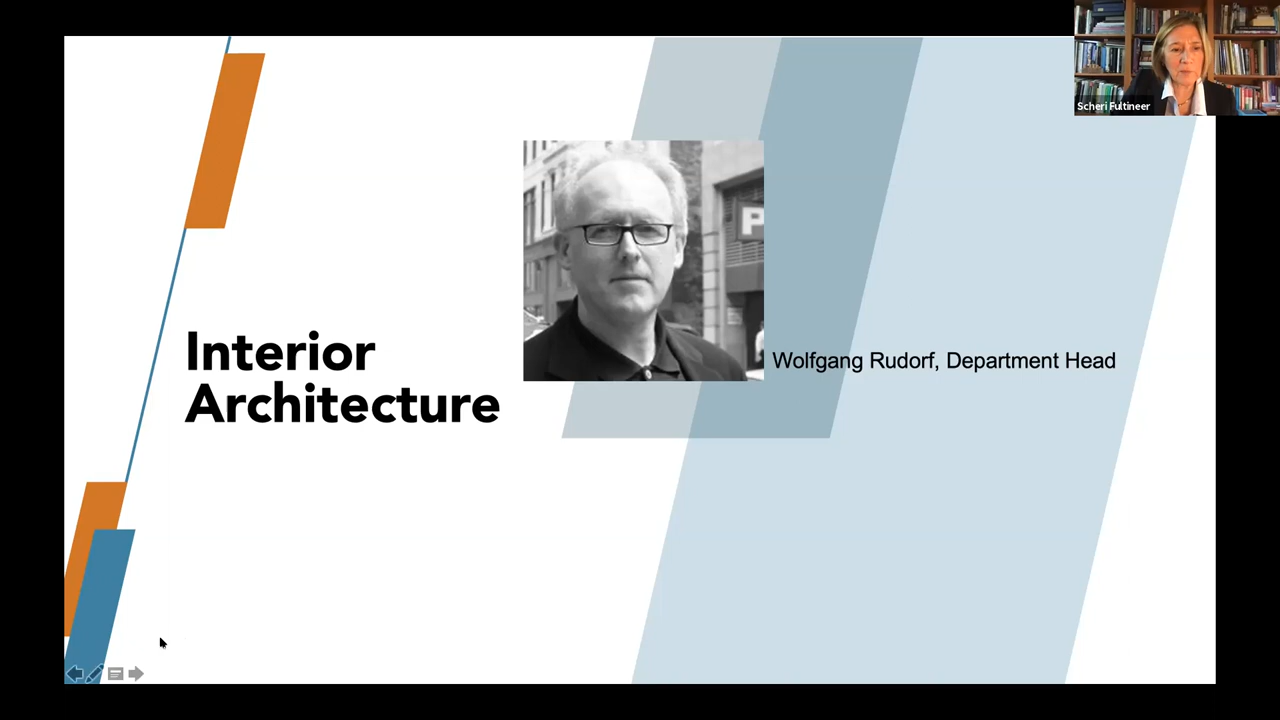 Scheri Fultineer
P
Interior
Architecture
Wolfgang Rudorf, Department Head